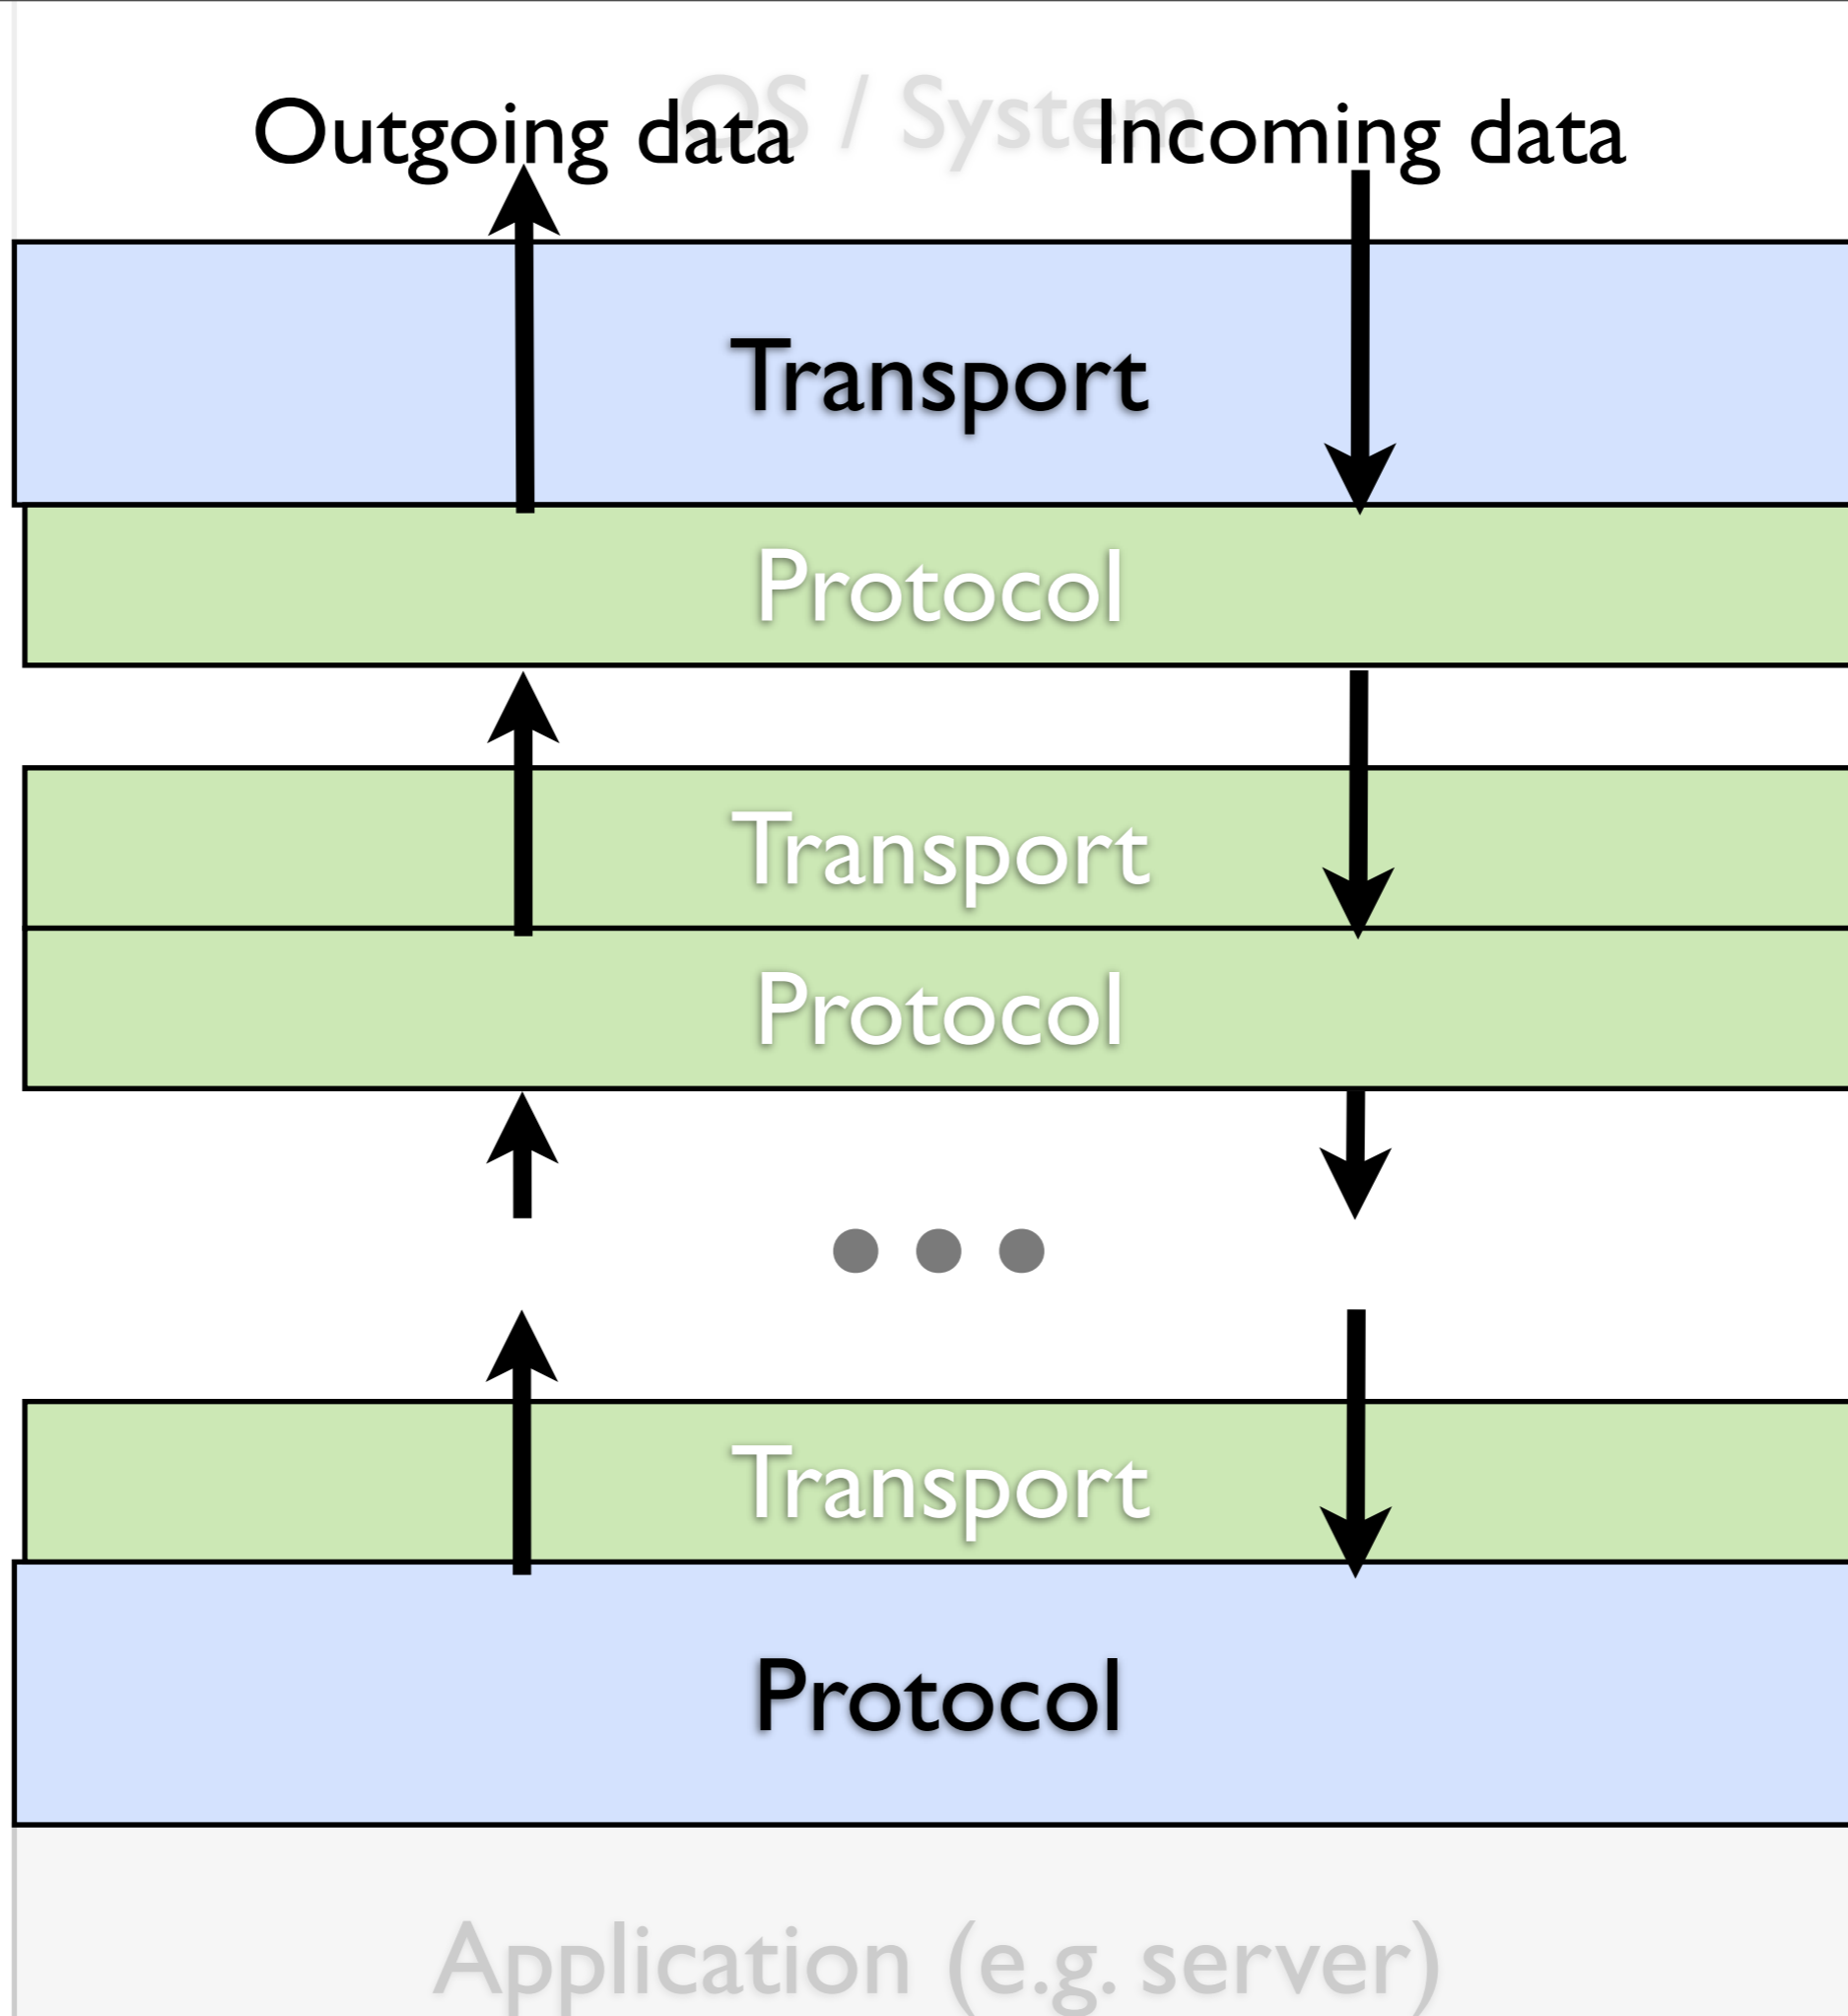 OS / System
Outgoing data Incoming data
Transport
Protocol
Transport
Protocol
Transport
Protocol
Application (e.g. server)